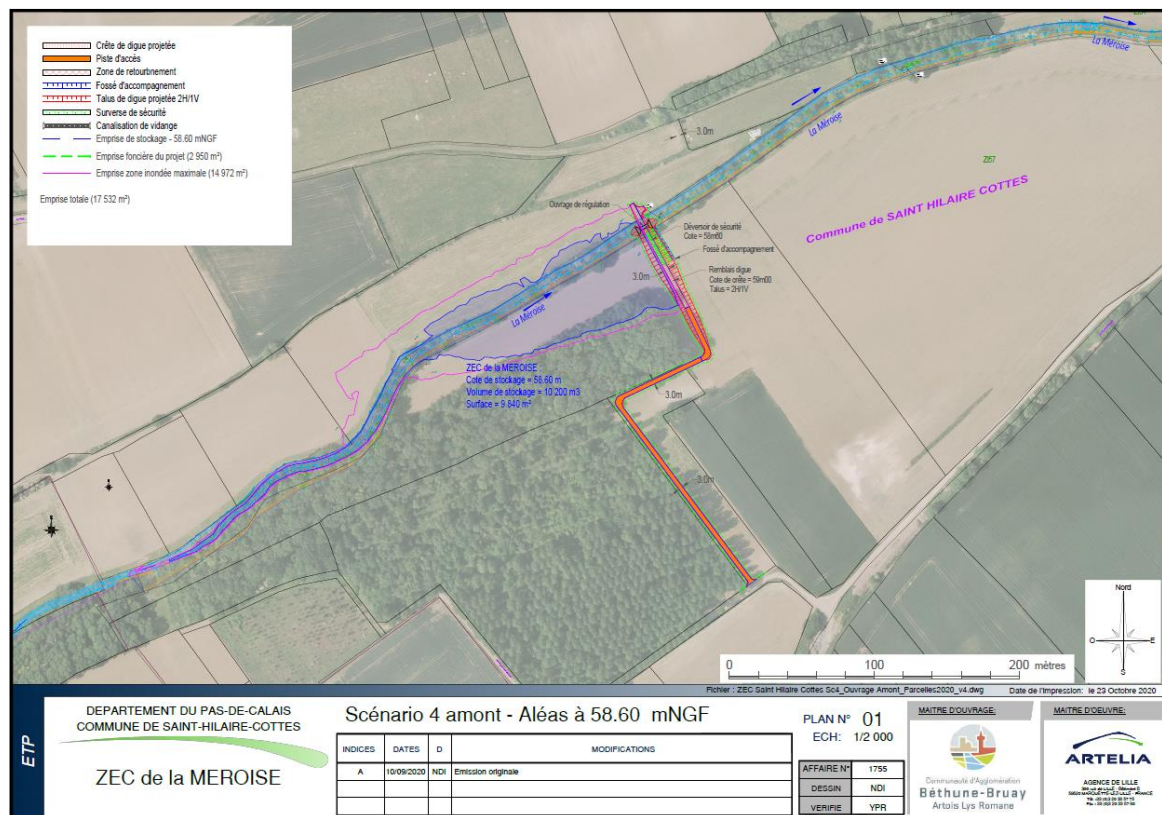 Crête de digue projetée
Piste d'accès
Zone de retournement
Fossé d'accompagnement
Talus de digue projetée 2H/1V
Surverse de sécurité
Canalisation de vidange
Emprise de stockage - 58.60 mNGF
Emprise foncière du projet (2 950 m²)
Emprise zone inondée maximale (14 972 m²)
Emprise totale (17 532 m²)
La Méroise
La Méroise
3.0m
ZB57
Commune de SAINT HILAIRE COTTES
Ouvrage de régulation
Déversoir de sécurité
Cote = 58m60
Fossé d'accompagnement
3.0m
Remblais digue
Cote de crête = 59m00
Talus = 2H/1V
La Méroise
ZEC de la MEROISE
Cote de stockage = 58.60 m
Volume de stockage = 10 200 m3
Surface = 9 840 m²
3.0m
3.0m
Nord
O
E
S
0 100 200 mètres
Fichier : ZEC Saint Hilaire Cottes Sc4_Ouvrage Amont_Parcelles2020_v4.dwg
Date de l'impression: le 23 Octobre 2020
ETP
DEPARTEMENT DU PAS-DE-CALAIS
COMMUNE DE SAINT-HILAIRE-COTTES
ZEC de la MEROISE
Scénario 4 amont - Aléas à 58.60 mNGF
INDICES DATES D MODIFICATIONS
A 10/09/2020 NDI Emission originale
PLAN N° 01
ECH: 1/2 000
AFFAIRE N° 1755
DESSIN NDI
VERIFIE YPR
MAITRE D'OUVRAGE:
Communauté d'Agglomération
Béthune-Bruay
Artois Lys Romane
MAITRE D'OEUVRE:
ARTELIA
AGENCE DE LILLE